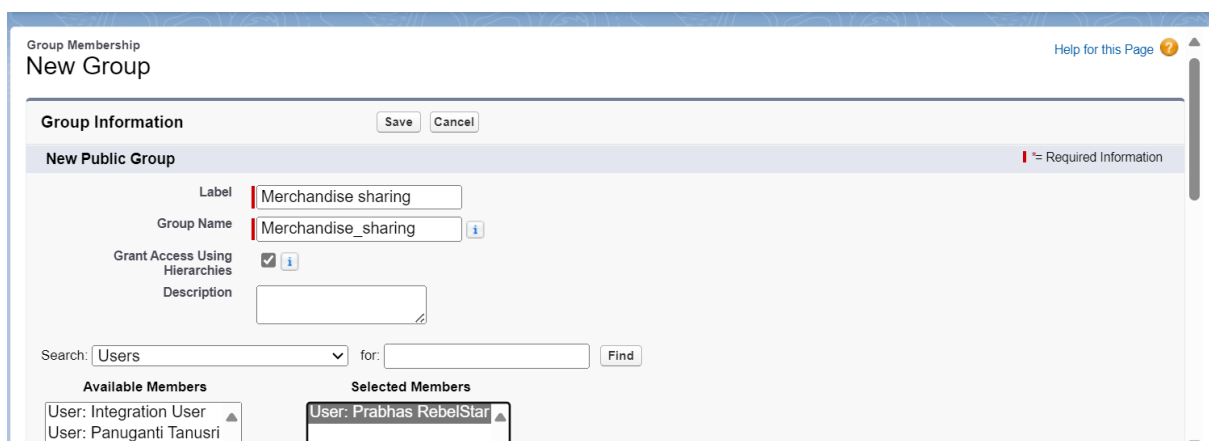 Group Membership
New Group
Help for this Page ?
Group Information
Save
Cancel
New Public Group
*= Required Information
Label
Merchandise sharing
Group Name
Merchandise_sharing
i
Grant Access Using
Hierarchies
i
Description
Search: Users for: Find
Available Members
Selected Members
User: Integration User
User: Prabhas RebelStar
User: Panuganti Tanusri